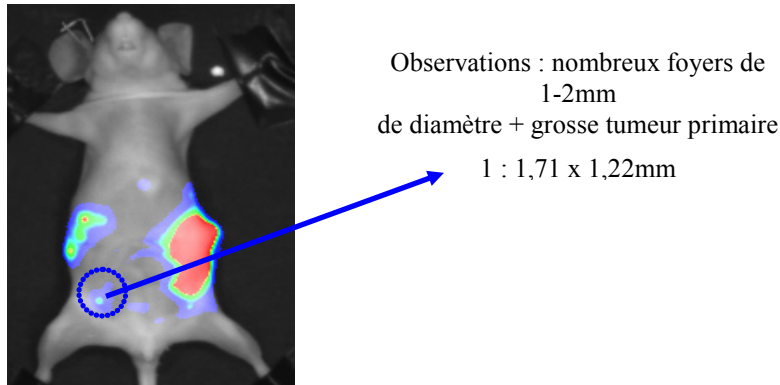 Observations : nombreux foyers de
1-2mm
de diamètre + grosse tumeur primaire
1 : 1,71 x 1,22mm